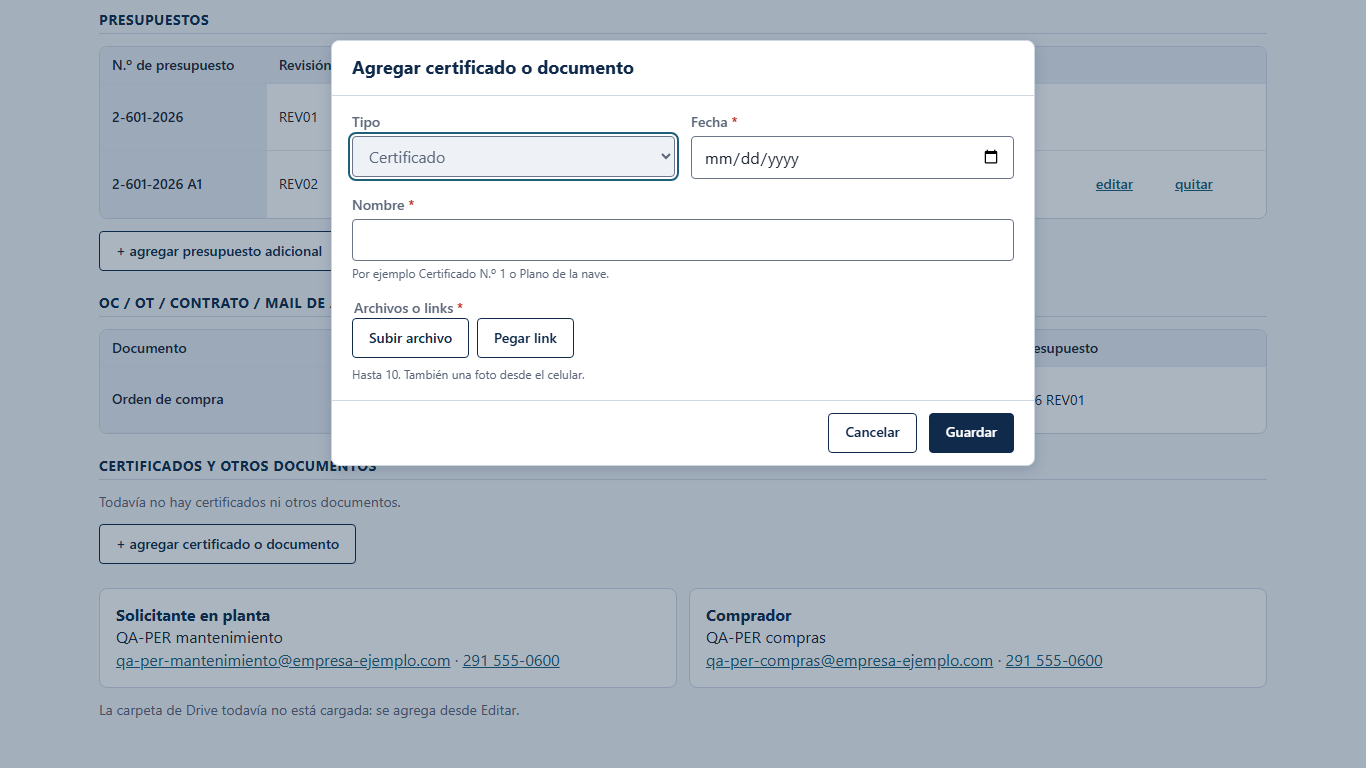 PRESUPUESTOS
N.º de presupuesto Revisión
2-601-2026 REV01
2-601-2026 A1 REV02 editar quitar
+ agregar presupuesto adicional
OC / OT / CONTRATO / MAIL DE
Documento
Orden de compra 6 REV01
Agregar certificado o documento
Tipo Fecha *
Certificado mm/dd/yyyy
Nombre *
Por ejemplo Certificado N.º 1 o Plano de la nave.
Archivos o links *
Subir archivo Pegar link
Hasta 10. También una foto desde el celular.
Cancelar Guardar
CERTIFICADOS Y OTROS DOCUMENTOS
Todavía no hay certificados ni otros documentos.
+ agregar certificado o documento
Solicitante en planta
QA-PER mantenimiento
qa-per-mantenimiento@empresa-ejemplo.com · 291 555-0600
Comprador
QA-PER compras
qa-per-compras@empresa-ejemplo.com · 291 555-0600
La carpeta de Drive todavía no está cargada: se agrega desde Editar.